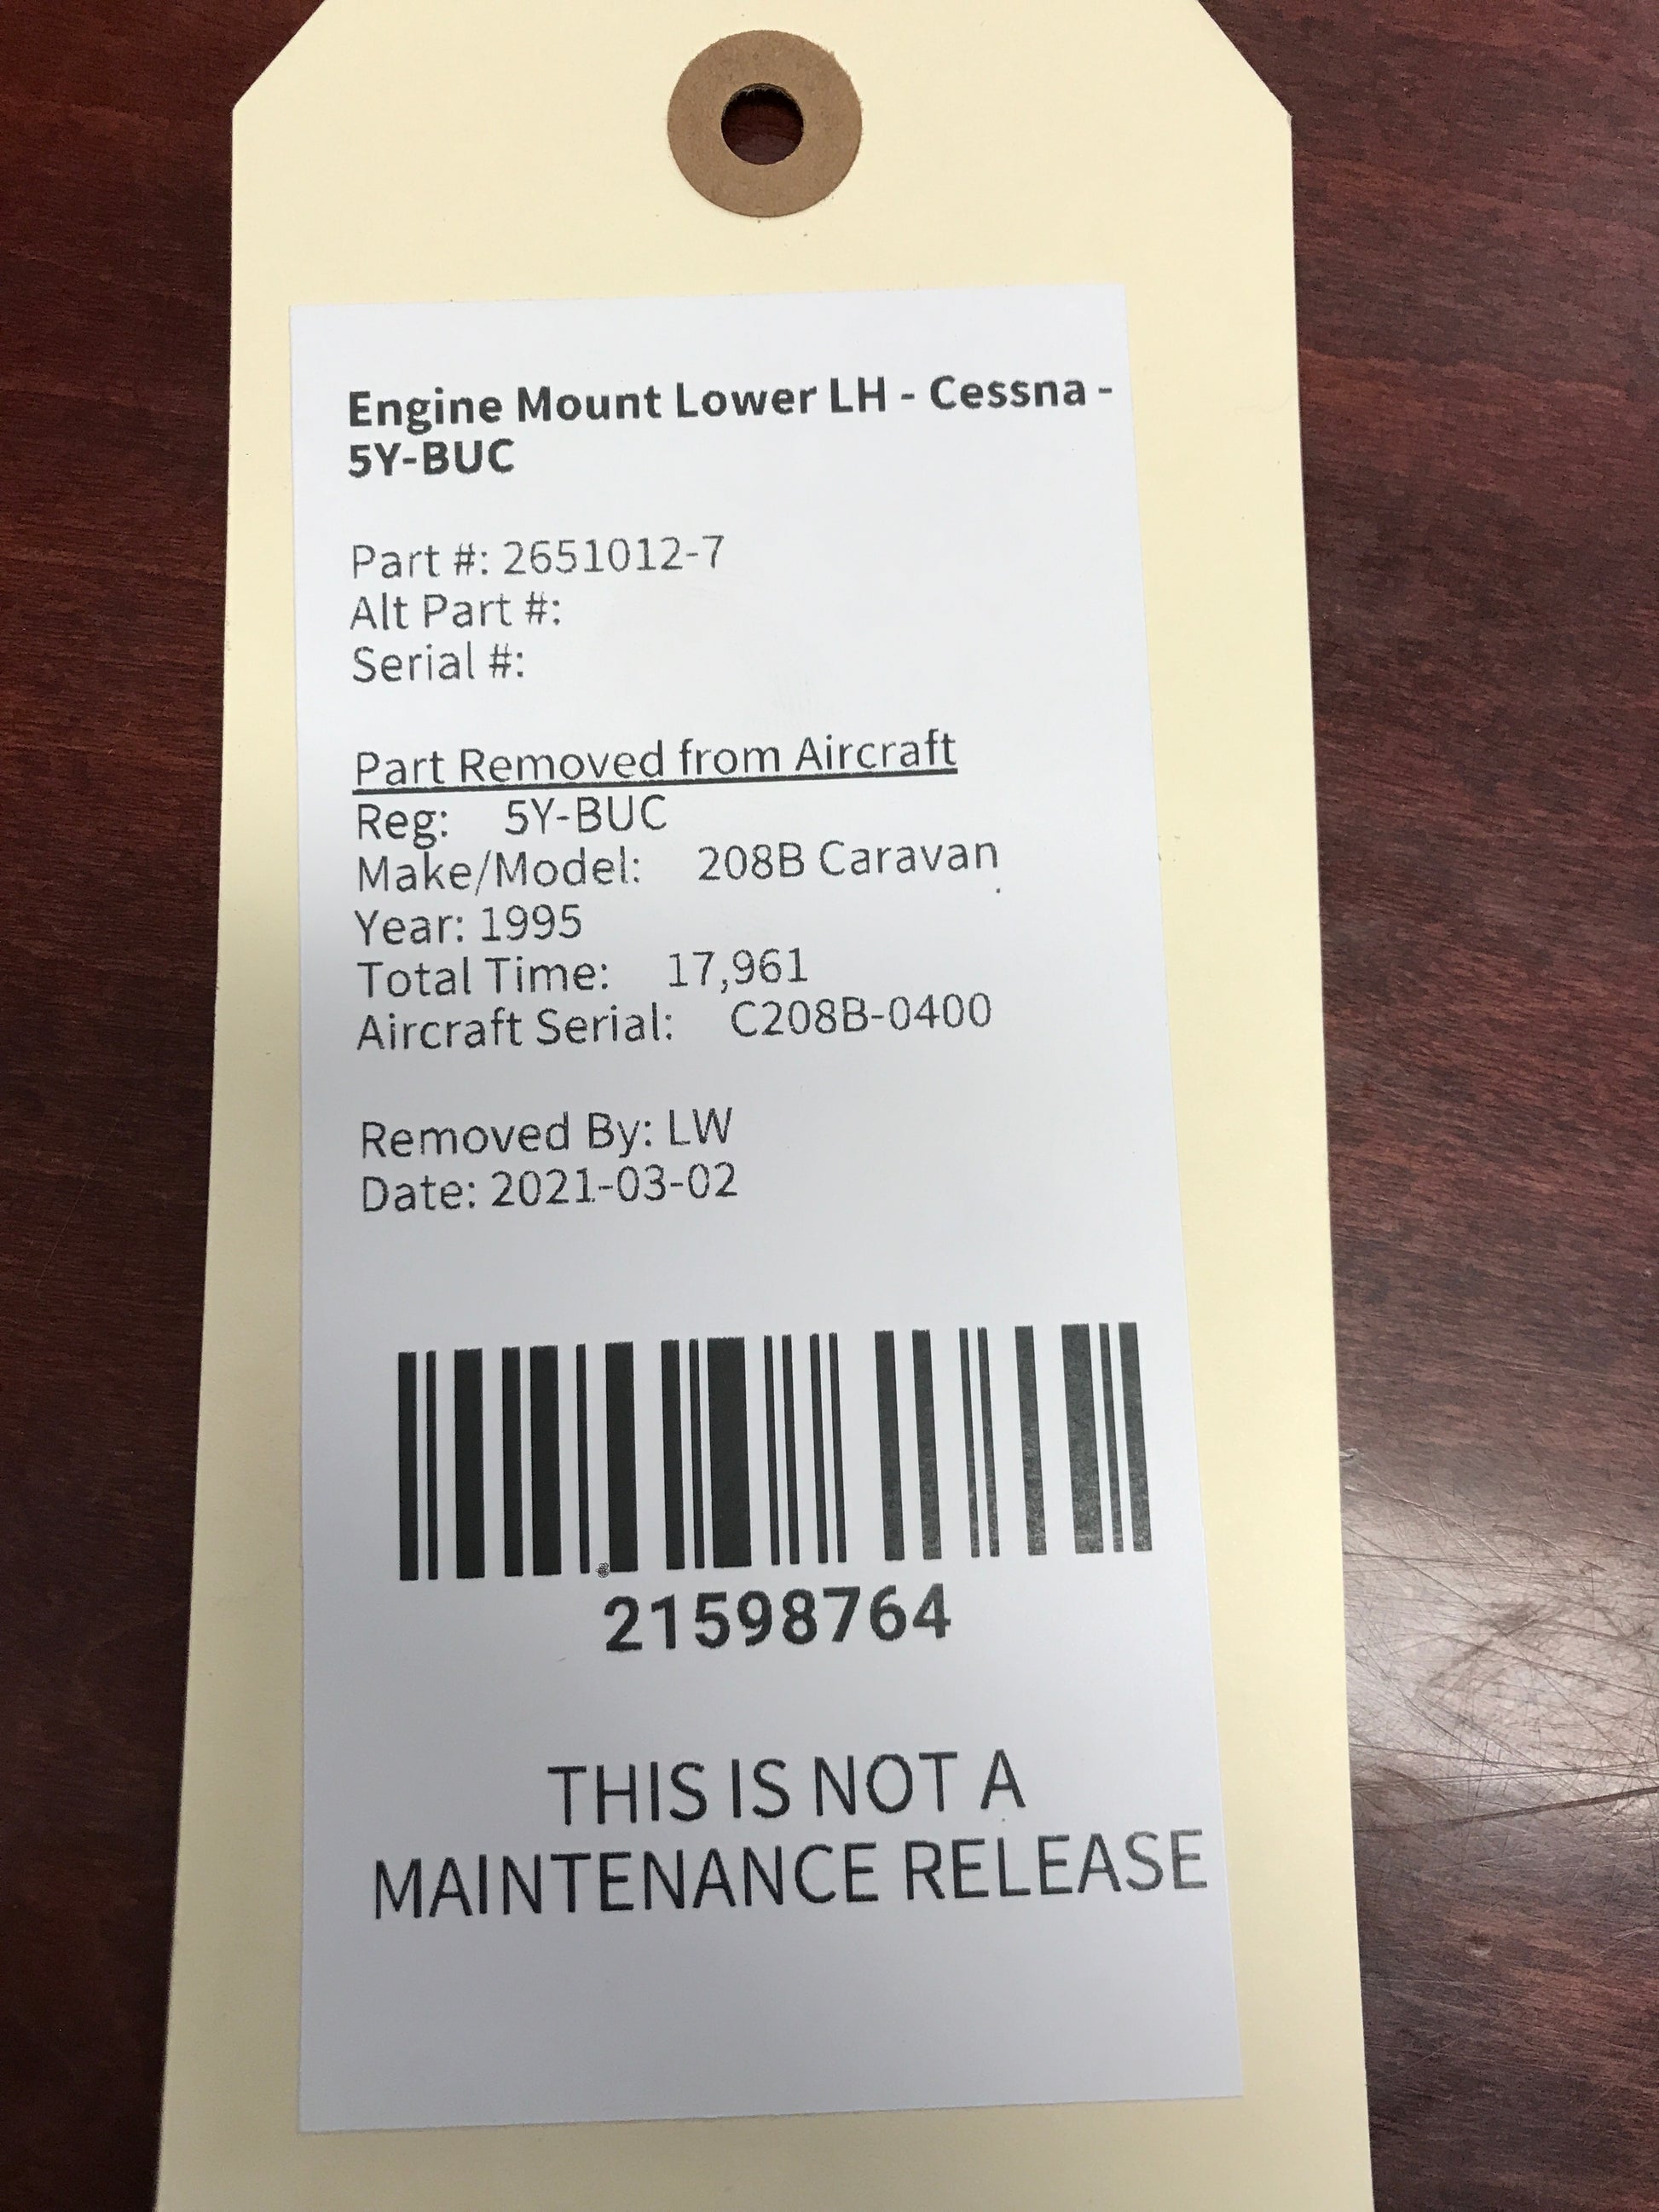 Engine Mount Lower LH - Cessna -
5Y-BUC
Part #: 2651012-7
Alt Part #:
Serial #:
Part Removed from Aircraft
Reg: 5Y-BUC
Make/Model: 208B Caravan
Year: 1995
Total Time: 17,961
Aircraft Serial: C208B-0400
Removed By: LW
Date: 2021-03-02
21598764
THIS IS NOT A
MAINTENANCE RELEASE